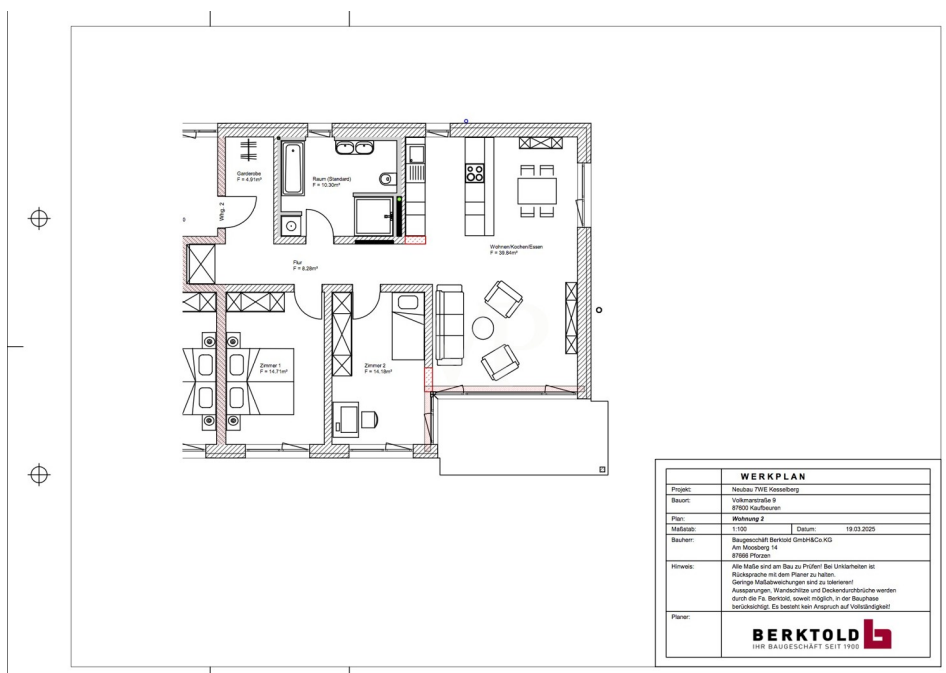 Garderobe
F = 4.91m²
Raum (Standard)
F = 10.30m²
Whg. 2
Wohnen/Kochen/Essen
F = 39.64m²
Flur
F = 8.28m²
Zimmer 1
F = 14.71m²
Zimmer 2
F = 14.18m²
WERKPLAN
Projekt: Neubau 7WE Kesselberg
Bauort: Volkmarstraße 9
87600 Kaufbeuren
Plan: Wohnung 2
Maßstab: 1:100 Datum: 19.03.2025
Bauherr: Baugeschäft Berktold GmbH&Co.KG
Am Moosberg 14
87666 Pforzen
Hinweis: Alle Maße sind am Bau zu Prüfen! Bei Unklarheiten ist
Rücksprache mit dem Planer zu halten.
Geringe Maßabweichungen sind zu tolerieren!
Aussparungen, Wandschlitze und Deckendurchbrüche werden
durch die Fa. Berktold, soweit möglich, in der Bauphase
berücksichtigt. Es besteht kein Anspruch auf Vollständigkeit!
Planer:
BERKTOLD
IHR BAUGESCHÄFT SEIT 1900